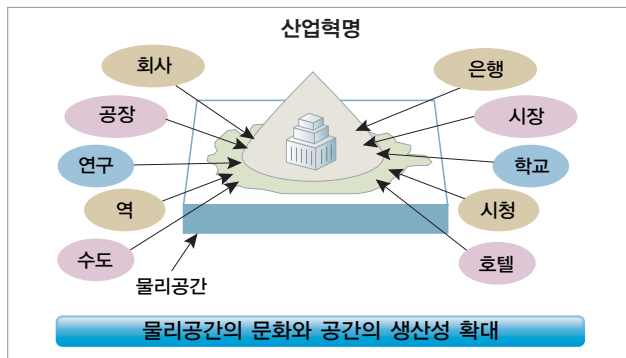 산업혁명
회사
은행
공장
시장
연구
학교
역
시청
수도
호텔
물리공간
물리공간의 문화와 공간의 생산성 확대